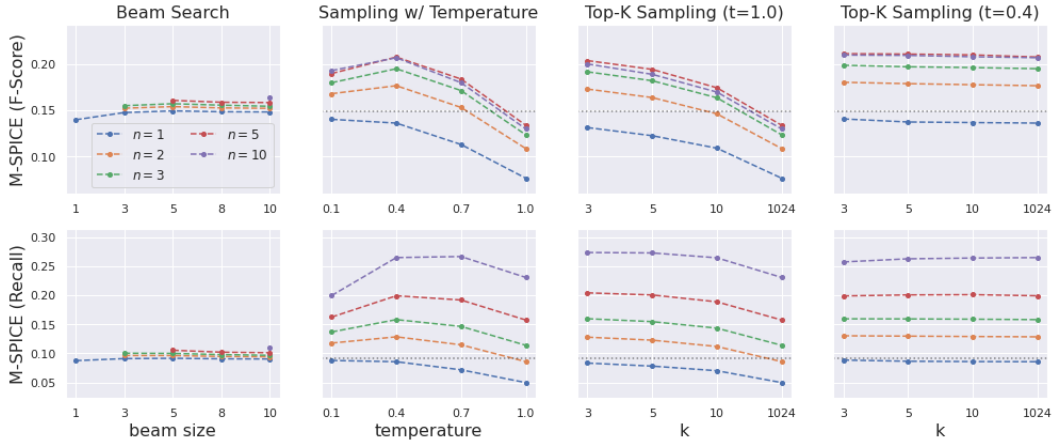 Beam Search
Sampling w/ Temperature
Top-K Sampling (t=1.0)
Top-K Sampling (t=0.4)
M-SPICE (F-Score)
0.20
0.15
0.10
n = 1
n = 2
n = 3
n = 5
n = 10
1 3 5 8 10
0.1 0.4 0.7 1.0
3 5 10 1024
3 5 10 1024
M-SPICE (Recall)
0.30
0.25
0.20
0.15
0.10
0.05
1 3 5 8 10
0.1 0.4 0.7 1.0
3 5 10 1024
3 5 10 1024
beam size
temperature
k
k